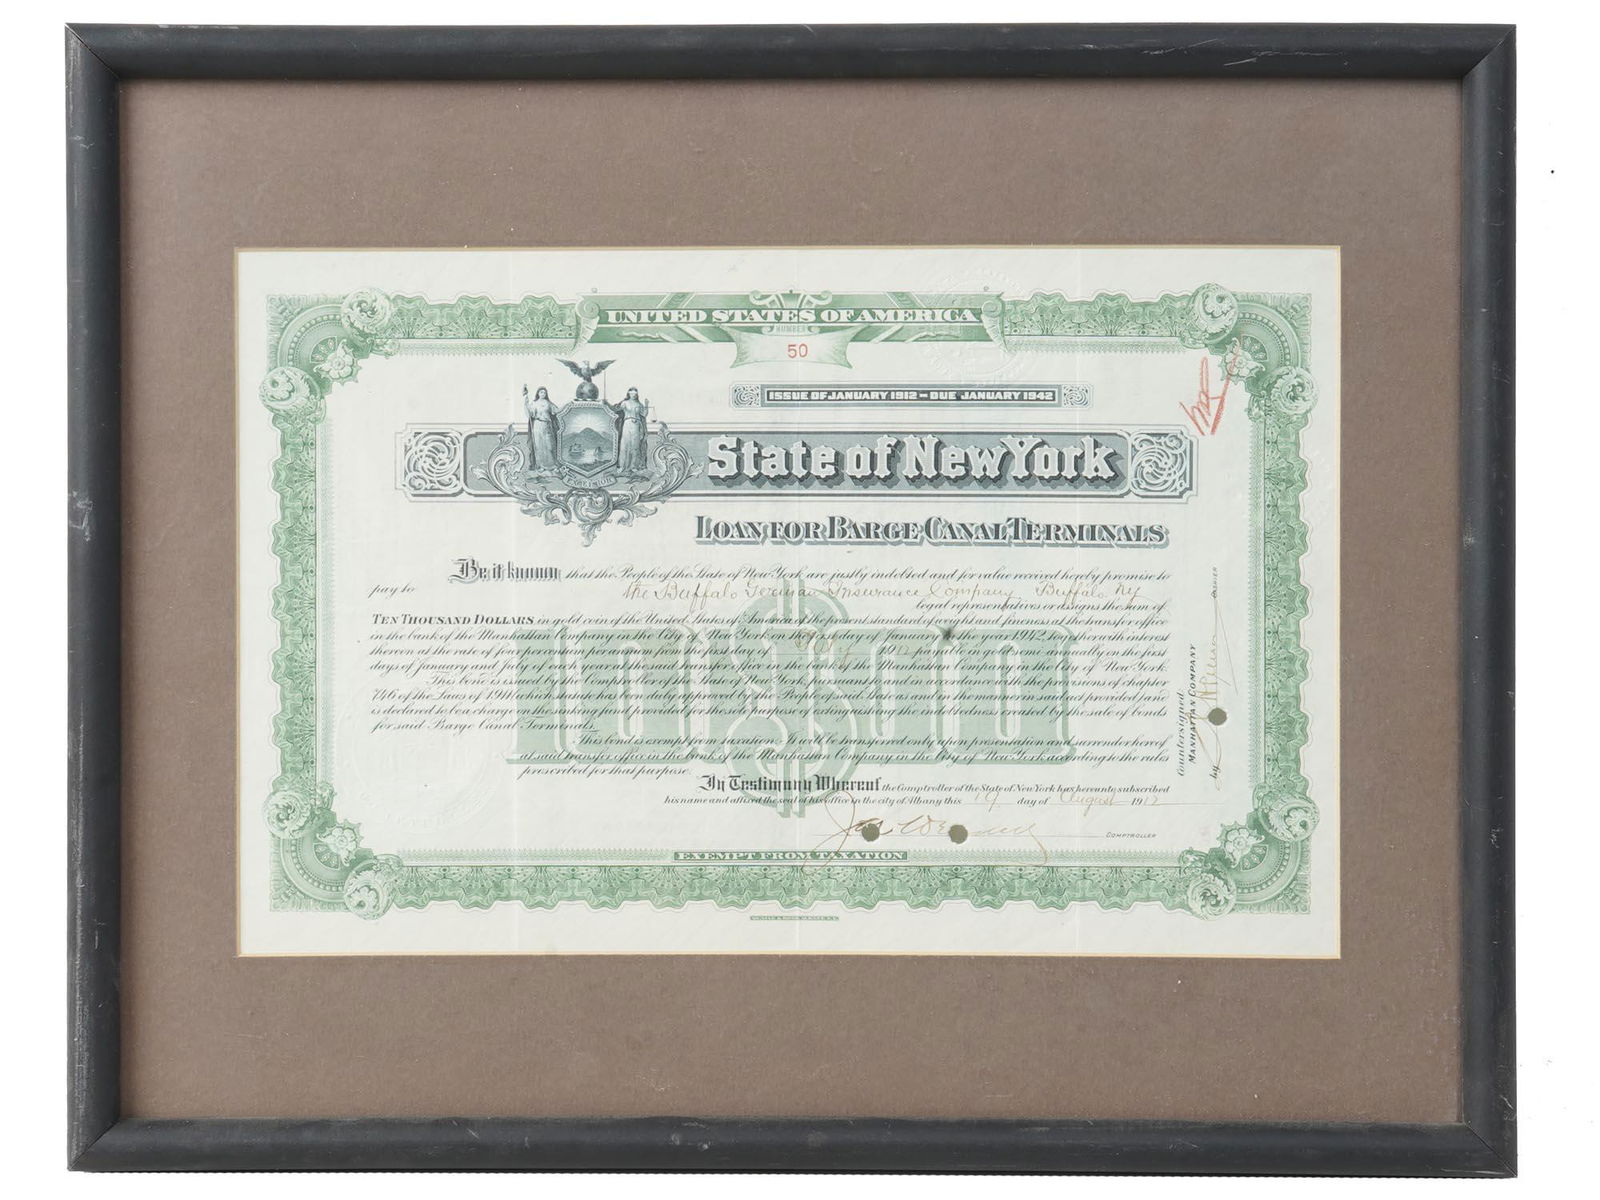 UNITED STATES OF AMERICA
NUMBER
50
ISSUE OF JANUARY 1912 – DUE JANUARY 1942
State of New York
EXCELSIOR
LOAN FOR BARGE CANAL TERMINALS
Be it known that the People of the State of New York are justly indebted and for value received hereby promise to
pay to the Buffalo German Insurance Company, Buffalo, Ny
legal representatives or assigns the sum of
TEN THOUSAND DOLLARS in gold coin of the United States of America of the present standard of weight and fineness at the transfer office
in the bank of the Manhattan Company in the City of New York on the first day of January in the year 1942, together with interest
thereon at the rate of four per centum per annum from the first day of July 1912 payable in gold semi-annually on the first
days of January and July of each year at the said transfer office in the bank of the Manhattan Company in the City of New York.
This bond is issued by the Comptroller of the State of New York, pursuant to and in accordance with the provisions of chapter
746 of the Laws of 1911 (which statute has been duly approved by the People of said State as and in the manner in said act provided) and
is declared to be a charge on the sinking fund provided for the sole purpose of extinguishing the indebtedness created by the sale of bonds
for said Barge Canal Terminals.
This bond is exempt from taxation. It will be transferred only upon presentation and surrender hereof
at said transfer office in the bank of the Manhattan Company in the City of New York according to the rules
prescribed for that purpose.
In Testimony Whereof the Comptroller of the State of New York has hereunto subscribed
his name and affixed the seal of his office in the city of Albany this day of August 1912
COMPTROLLER
EXEMPT FROM TAXATION
Countersigned
MANHATTAN COMPANY
by CASHIER